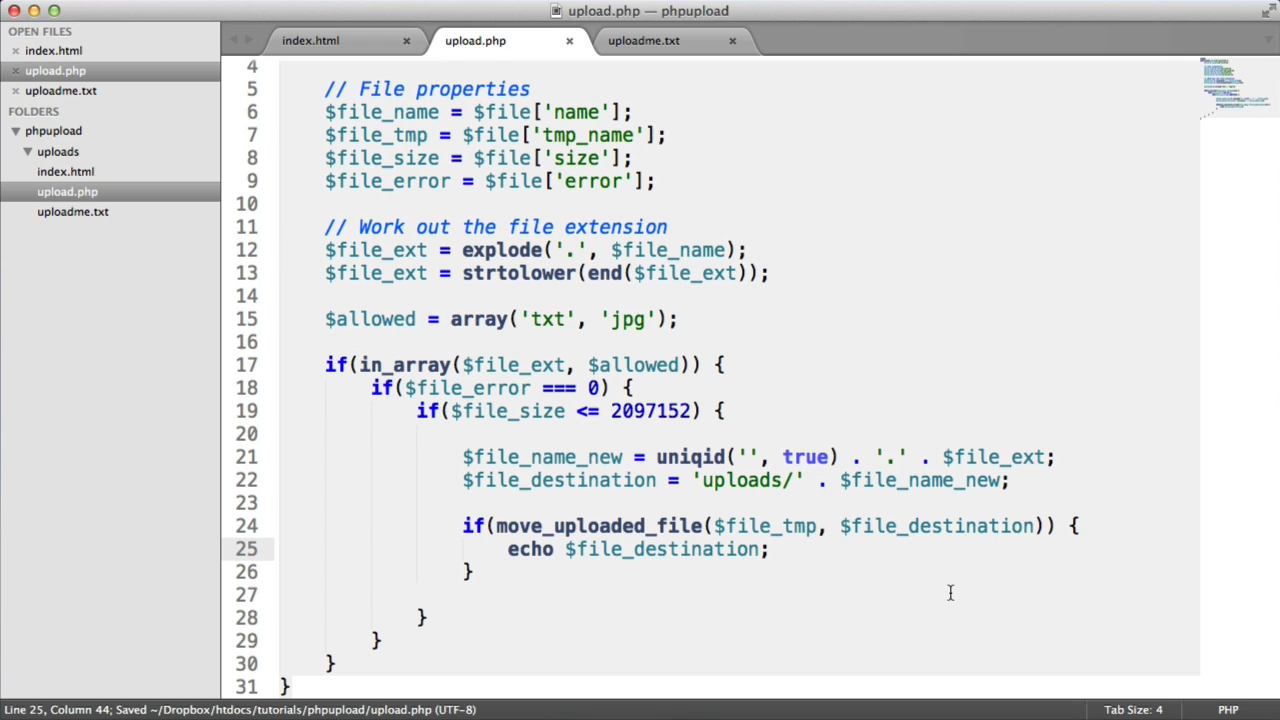 upload.php — phpupload
OPEN FILES
index.html
upload.php
uploadme.txt
FOLDERS
phpupload
uploads
index.html
upload.php
uploadme.txt
index.html
upload.php
uploadme.txt
4
5 // File properties
6 $file_name = $file['name'];
7 $file_tmp = $file['tmp_name'];
8 $file_size = $file['size'];
9 $file_error = $file['error'];
10
11 // Work out the file extension
12 $file_ext = explode('.', $file_name);
13 $file_ext = strtolower(end($file_ext));
14
15 $allowed = array('txt', 'jpg');
16
17 if(in_array($file_ext, $allowed)) {
18 if($file_error === 0) {
19 if($file_size <= 2097152) {
20
21 $file_name_new = uniqid('', true) . '.' . $file_ext;
22 $file_destination = 'uploads/' . $file_name_new;
23
24 if(move_uploaded_file($file_tmp, $file_destination)) {
25 echo $file_destination;
26 }
27
28 }
29 }
30 }
31 }
Line 25, Column 44; Saved ~/Dropbox/htdocs/tutorials/phpupload/upload.php (UTF-8)
Tab Size: 4
PHP